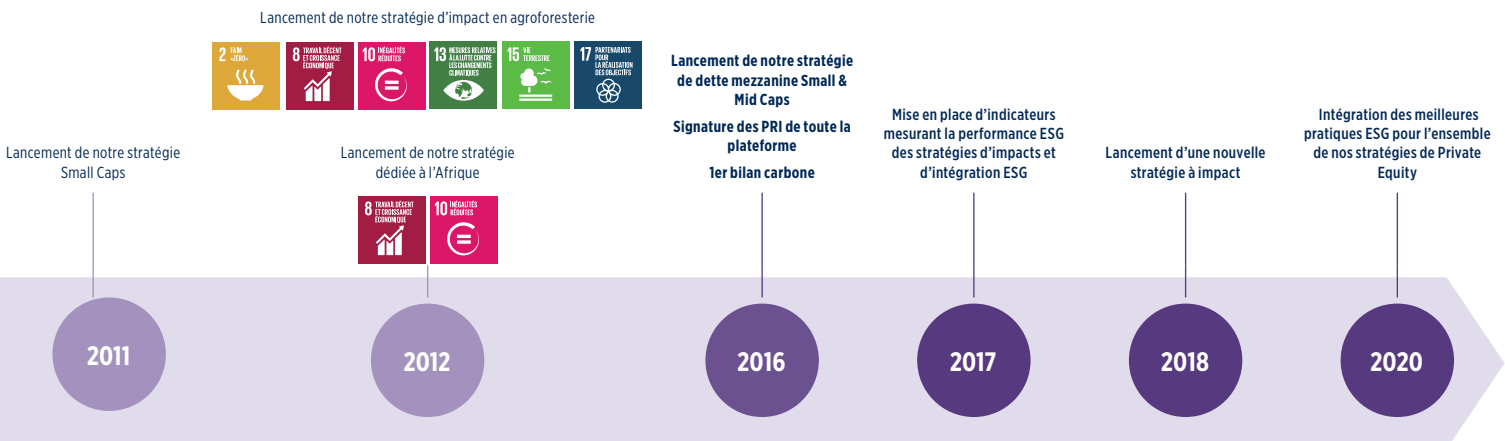 Lancement de notre stratégie
Small Caps
2011
Lancement de notre stratégie d’impact en agroforesterie
2 FAIM
«ZÉRO»
8 TRAVAIL DÉCENT
ET CROISSANCE
ÉCONOMIQUE
10 INÉGALITÉS
RÉDUITES
13 MESURES RELATIVES
À LA LUTTE CONTRE
LES CHANGEMENTS
CLIMATIQUES
15 VIE
TERRESTRE
17 PARTENARIATS
POUR
LA RÉALISATION
DES OBJECTIFS
Lancement de notre stratégie
dédiée à l’Afrique
8 TRAVAIL DÉCENT
ET CROISSANCE
ÉCONOMIQUE
10 INÉGALITÉS
RÉDUITES
2012
Lancement de notre stratégie
de dette mezzanine Small &
Mid Caps
Signature des PRI de toute la
plateforme
1er bilan carbone
2016
Mise en place d’indicateurs
mesurant la performance ESG
des stratégies d’impacts et
d’intégration ESG
2017
Lancement d’une nouvelle
stratégie à impact
2018
Intégration des meilleures
pratiques ESG pour l’ensemble
de nos stratégies de Private
Equity
2020